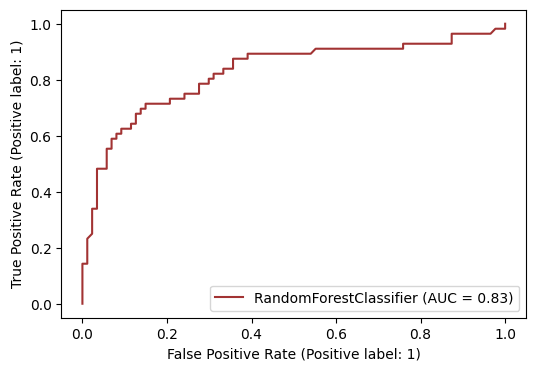 1.0
0.8
0.6
0.4
0.2
0.0
True Positive Rate (Positive label: 1)
RandomForestClassifier (AUC = 0.83)
0.0 0.2 0.4 0.6 0.8 1.0
False Positive Rate (Positive label: 1)